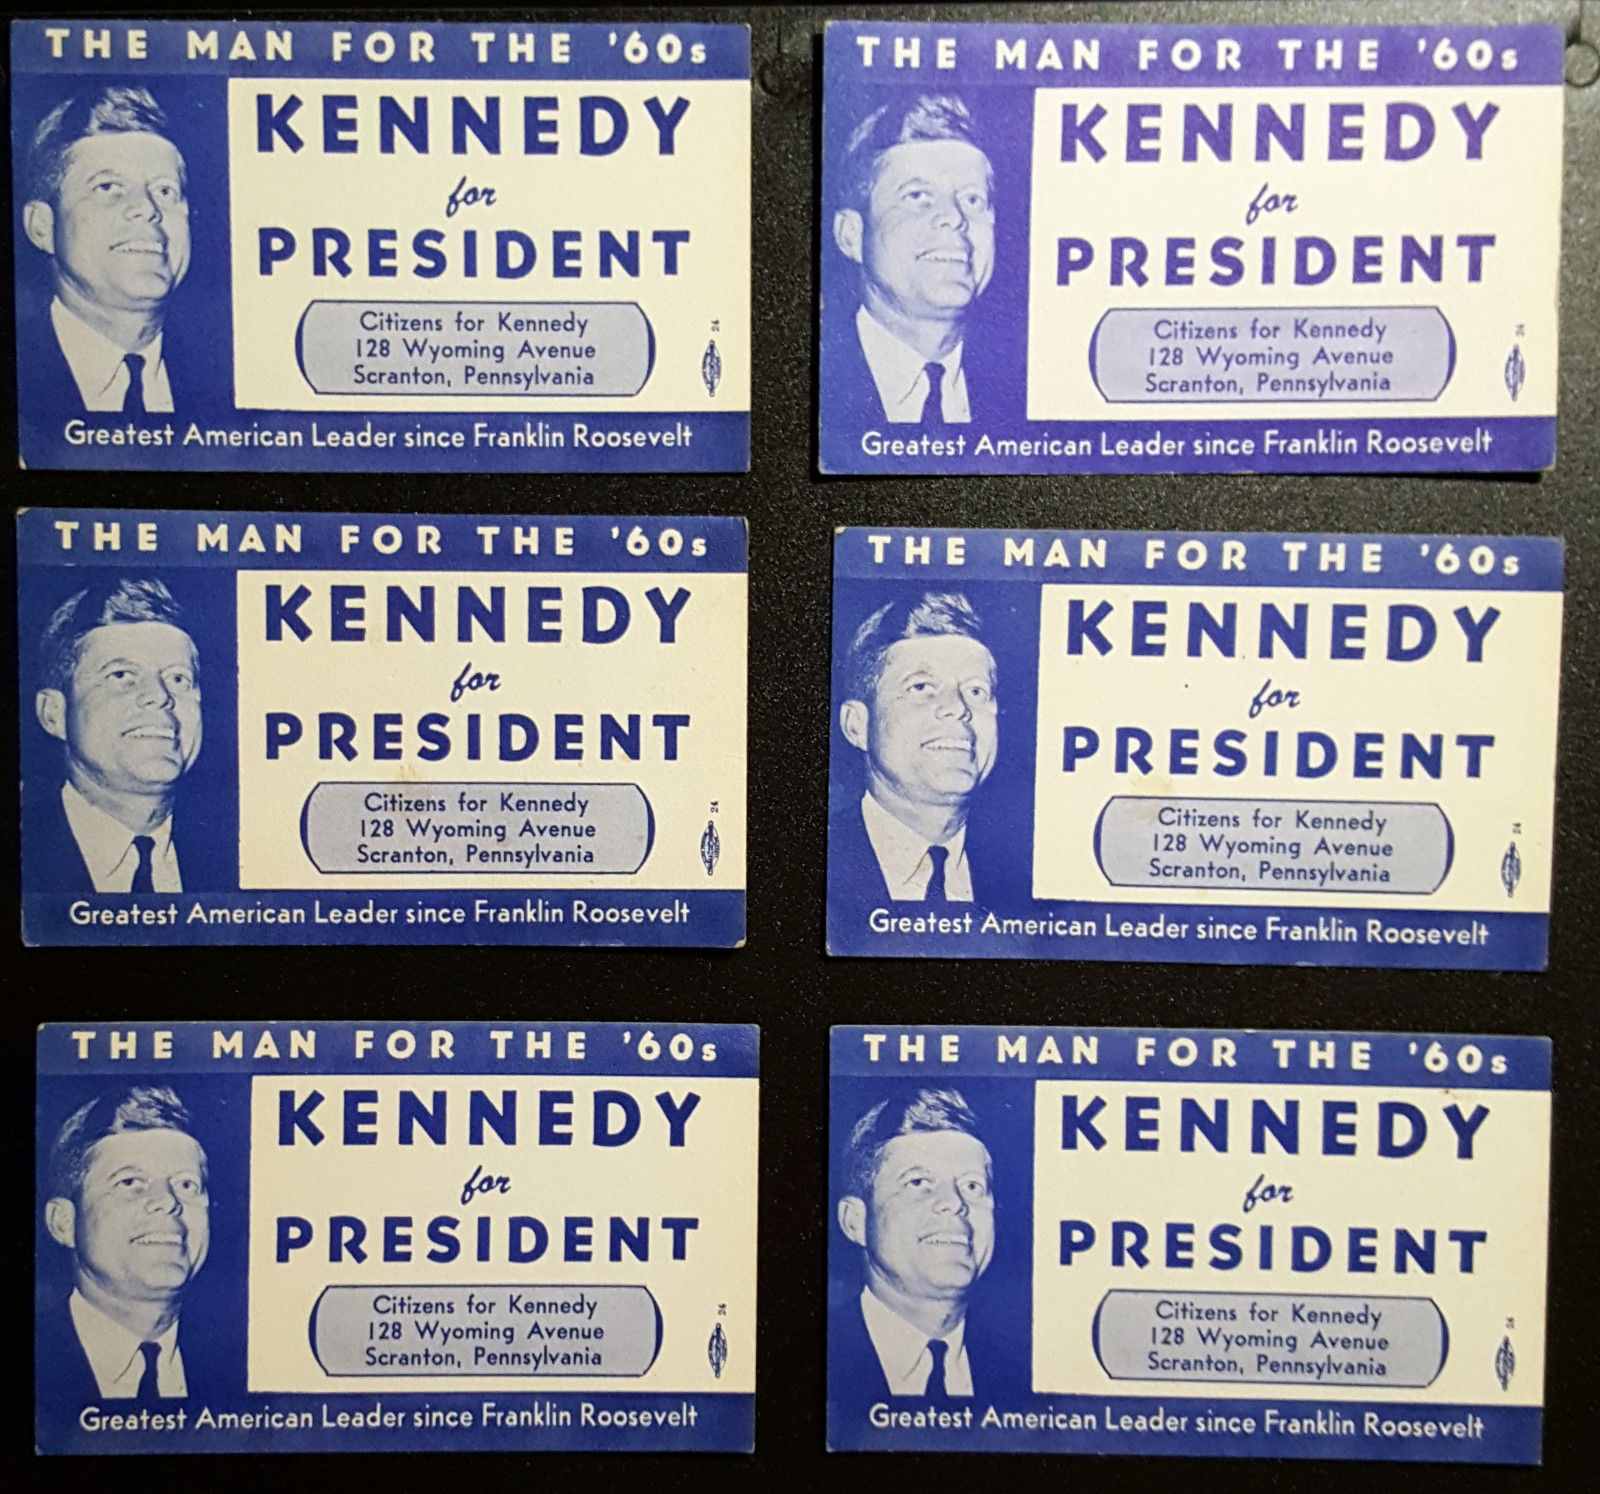 THE MAN FOR THE '60s
KENNEDY
for
PRESIDENT
Citizens for Kennedy
128 Wyoming Avenue
Scranton, Pennsylvania
24
Greatest American Leader since Franklin Roosevelt
THE MAN FOR THE '60s
KENNEDY
for
PRESIDENT
Citizens for Kennedy
128 Wyoming Avenue
Scranton, Pennsylvania
24
Greatest American Leader since Franklin Roosevelt
THE MAN FOR THE '60s
KENNEDY
for
PRESIDENT
Citizens for Kennedy
128 Wyoming Avenue
Scranton, Pennsylvania
24
Greatest American Leader since Franklin Roosevelt
THE MAN FOR THE '60s
KENNEDY
for
PRESIDENT
Citizens for Kennedy
128 Wyoming Avenue
Scranton, Pennsylvania
24
Greatest American Leader since Franklin Roosevelt
THE MAN FOR THE '60s
KENNEDY
for
PRESIDENT
Citizens for Kennedy
128 Wyoming Avenue
Scranton, Pennsylvania
24
Greatest American Leader since Franklin Roosevelt
THE MAN FOR THE '60s
KENNEDY
for
PRESIDENT
Citizens for Kennedy
128 Wyoming Avenue
Scranton, Pennsylvania
24
Greatest American Leader since Franklin Roosevelt